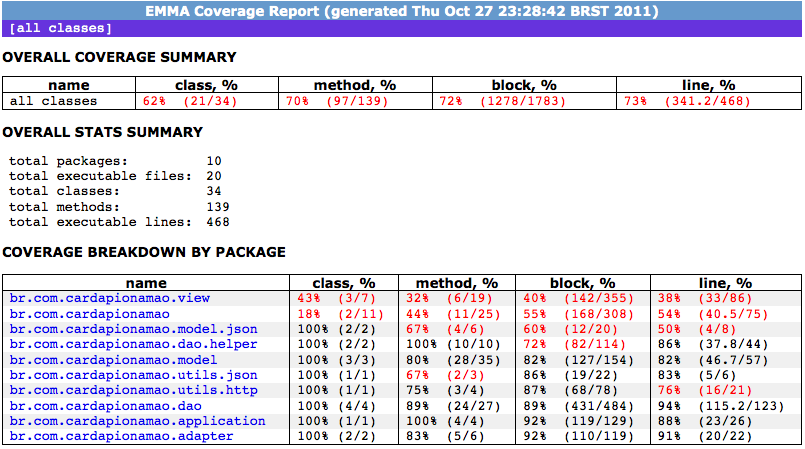 EMMA Coverage Report (generated Thu Oct 27 23:28:42 BRST 2011)
[all classes]
OVERALL COVERAGE SUMMARY
name class, % method, % block, % line, %
all classes 62% (21/34) 70% (97/139) 72% (1278/1783) 73% (341.2/468)
OVERALL STATS SUMMARY
total packages: 10
total executable files: 20
total classes: 34
total methods: 139
total executable lines: 468
COVERAGE BREAKDOWN BY PACKAGE
name class, % method, % block, % line, %
br.com.cardapionamao.view 43% (3/7) 32% (6/19) 40% (142/355) 38% (33/86)
br.com.cardapionamao 18% (2/11) 44% (11/25) 55% (168/308) 54% (40.5/75)
br.com.cardapionamao.model.json 100% (2/2) 67% (4/6) 60% (12/20) 50% (4/8)
br.com.cardapionamao.dao.helper 100% (2/2) 100% (10/10) 72% (82/114) 86% (37.8/44)
br.com.cardapionamao.model 100% (3/3) 80% (28/35) 82% (127/154) 82% (46.7/57)
br.com.cardapionamao.utils.json 100% (1/1) 67% (2/3) 86% (19/22) 83% (5/6)
br.com.cardapionamao.utils.http 100% (1/1) 75% (3/4) 87% (68/78) 76% (16/21)
br.com.cardapionamao.dao 100% (4/4) 89% (24/27) 89% (431/484) 94% (115.2/123)
br.com.cardapionamao.application 100% (1/1) 100% (4/4) 92% (119/129) 88% (23/26)
br.com.cardapionamao.adapter 100% (2/2) 83% (5/6) 92% (110/119) 91% (20/22)